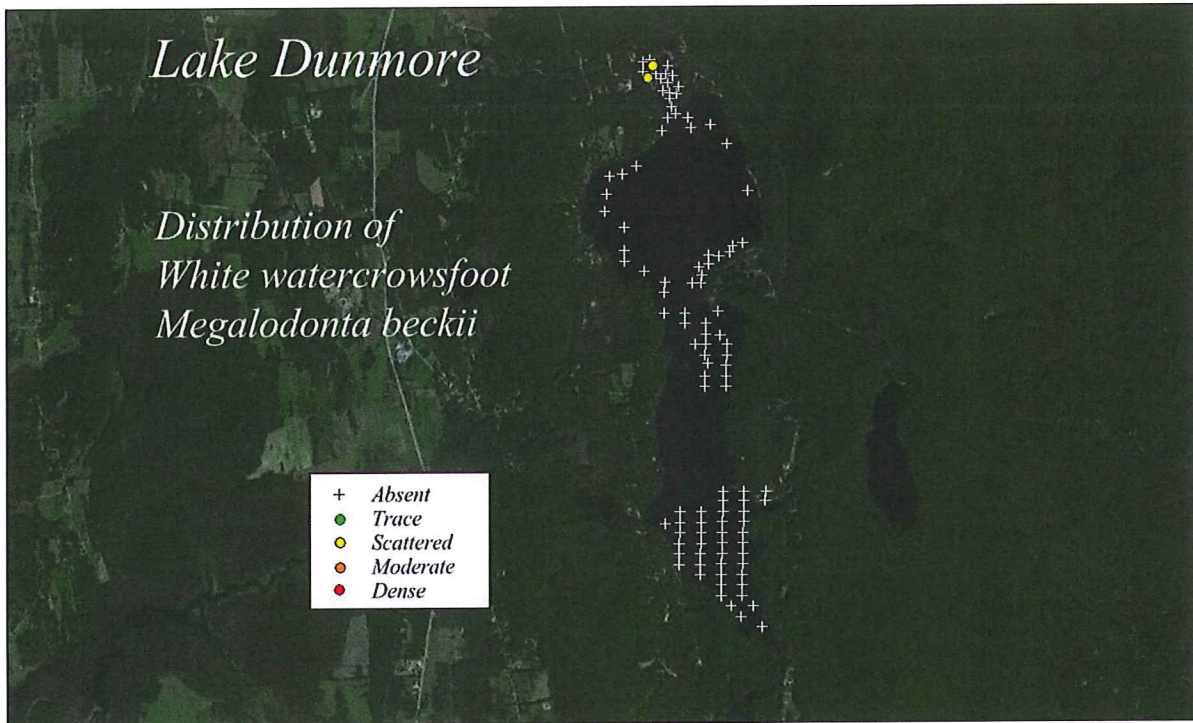 Lake Dunmore
Distribution of
White watercrowsfoot
Megalodonta beckii
Absent
Trace
Scattered
Moderate
Dense